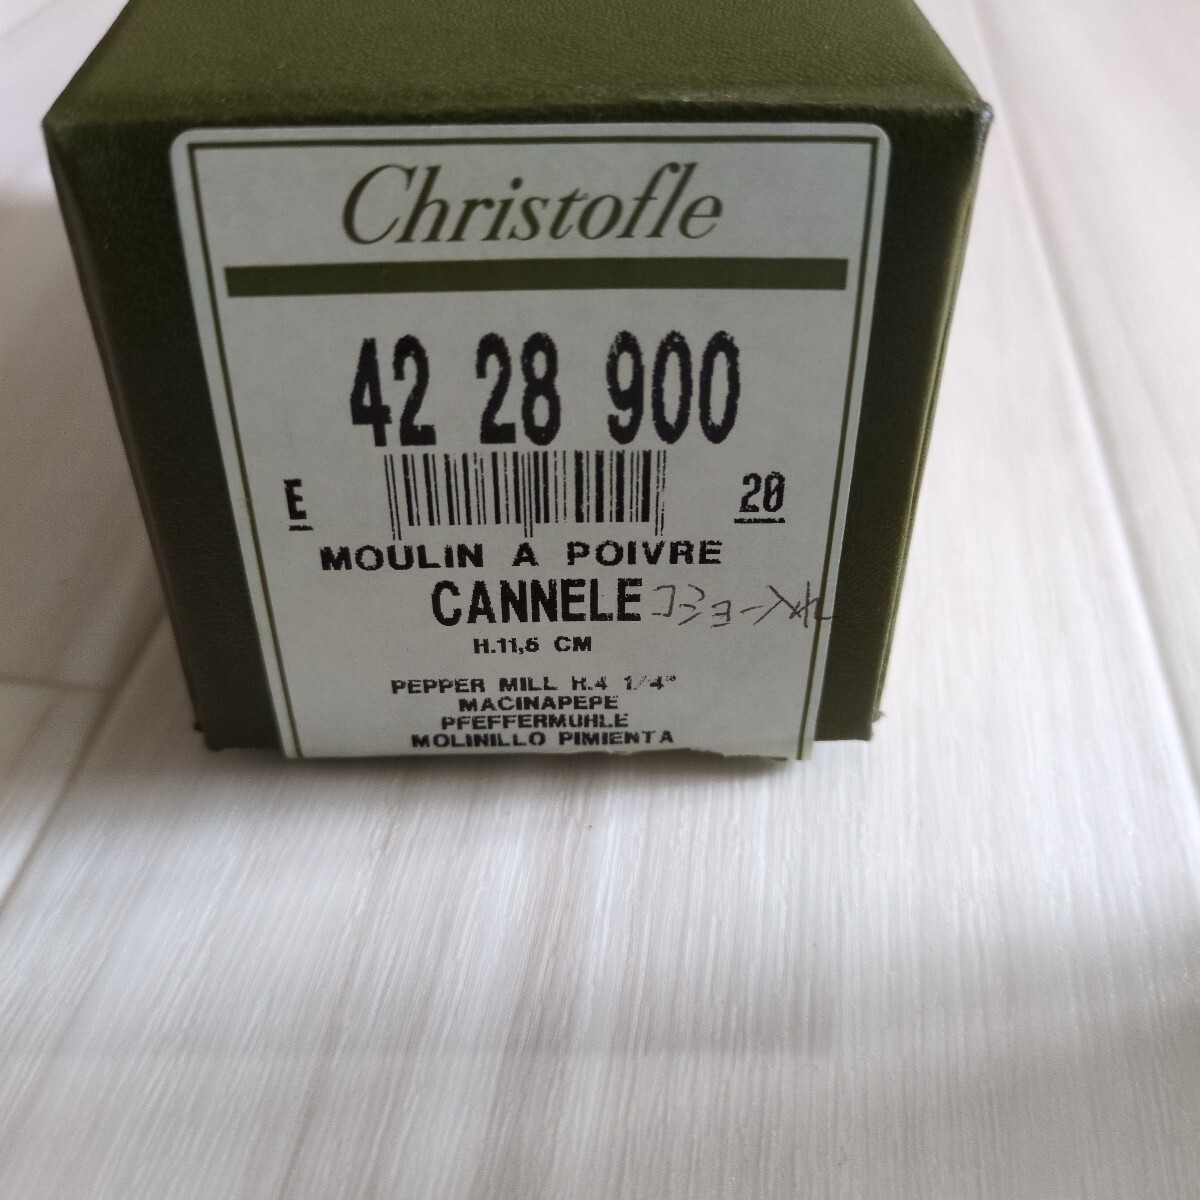 Christofle
42 28 900
E 20
MOULIN A POIVRE
CANNELE
H.11,5 CM
PEPPER MILL H.4 1/4"
MACINAPEPE
PFEFFERMUHLE
MOLINILLO PIMIENTA